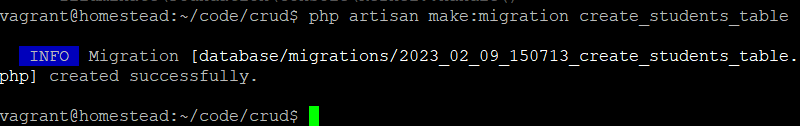 vagrant@homestead:~/code/crud$ php artisan make:migration create_students_table
INFO Migration [database/migrations/2023_02_09_150713_create_students_table.
php] created successfully.
vagrant@homestead:~/code/crud$